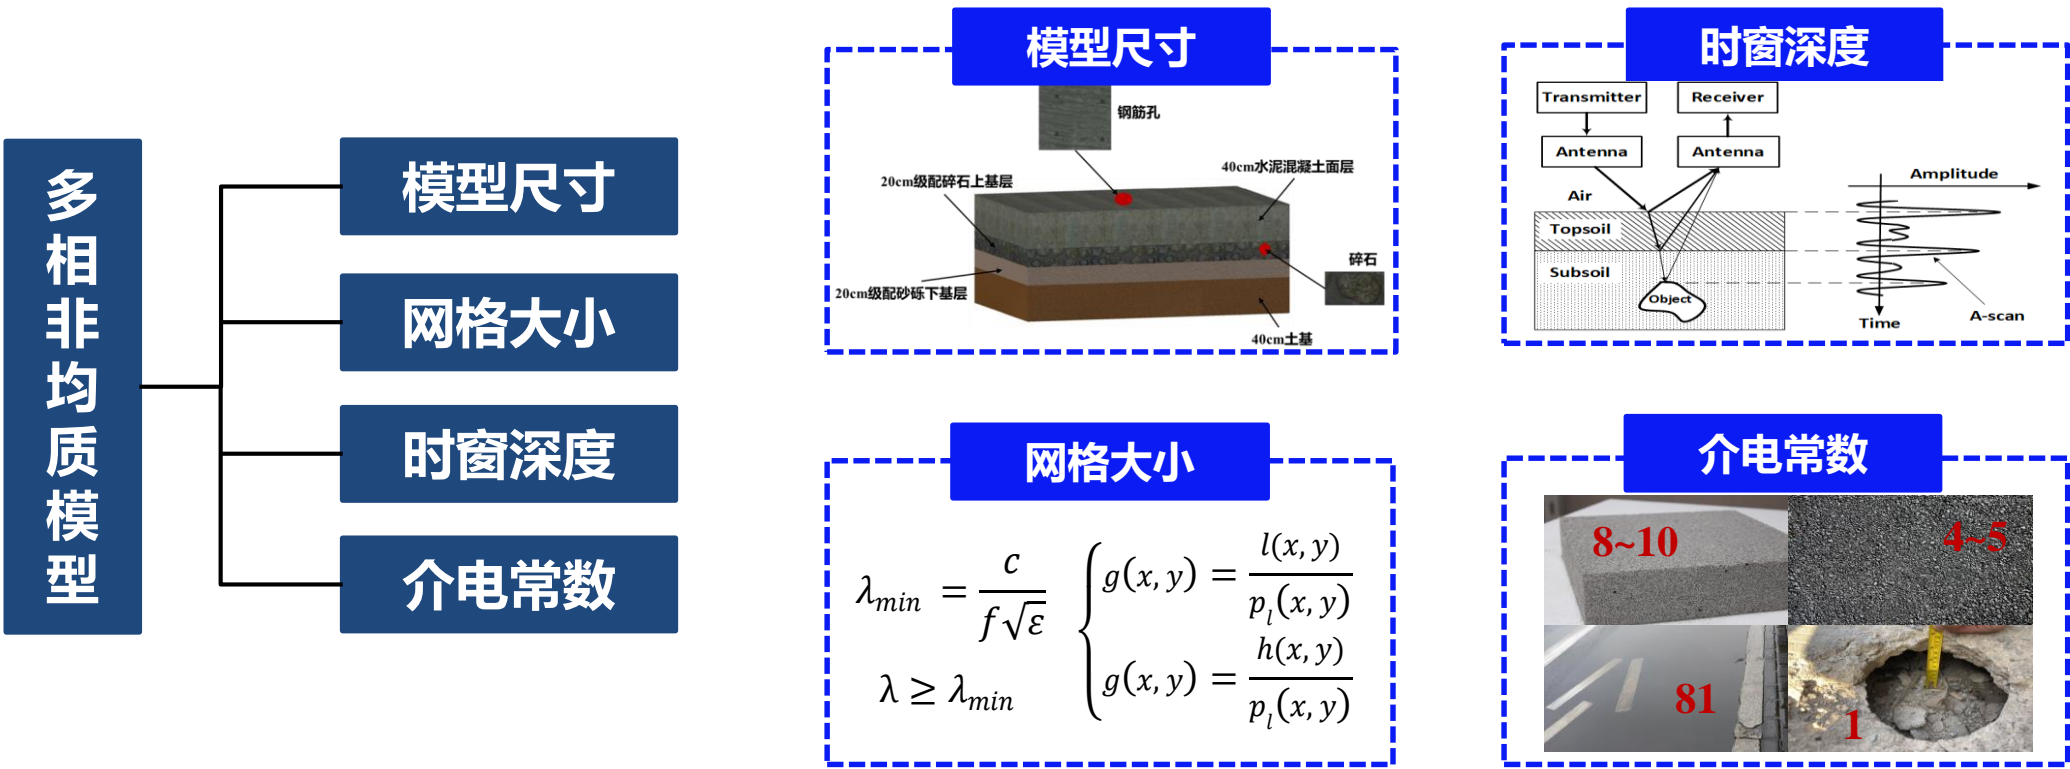 多相非均质模型
模型尺寸
网格大小
时窗深度
介电常数
模型尺寸
钢筋孔
40cm水泥混凝土面层
20cm级配碎石上基层
碎石
20cm级配砂砾下基层
40cm土基
时窗深度
Transmitter
Receiver
Antenna
Antenna
Air
Amplitude
Topsoil
Subsoil
Object
Time
A-scan
网格大小
λ_min = c / (f√ε)
λ ≥ λ_min
g(x, y) = l(x, y) / p_l(x, y)
g(x, y) = h(x, y) / p_l(x, y)
介电常数
8~10
4~5
81
1